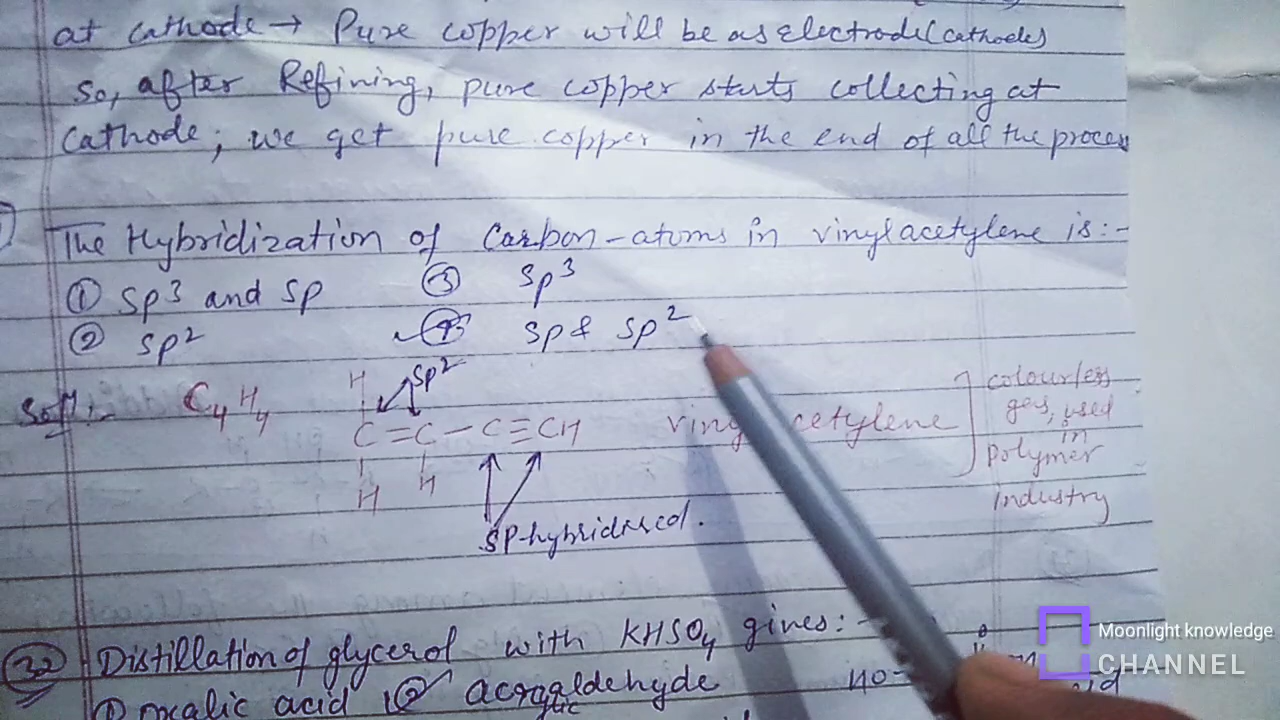 at cathode → Pure copper will be as electrode (cathode)
So, after Refining, pure copper starts collecting at
cathode; we get pure copper in the end of all the process
The Hybridization of Carbon-atoms in vinylacetylene is:-
① sp³ and sp ③ sp³
② sp² ④ sp & sp²
Soln:- C₄H₄
H sp²
C=C-C≡CH
H H
SP-hybridised.
vinyl acetylene
colourless
gas, used
in
polymer
industry
32 Distillation of glycerol with KHSO₄ gives:-
① oxalic acid ② acraaldehyde
Moonlight knowledge
CHANNEL